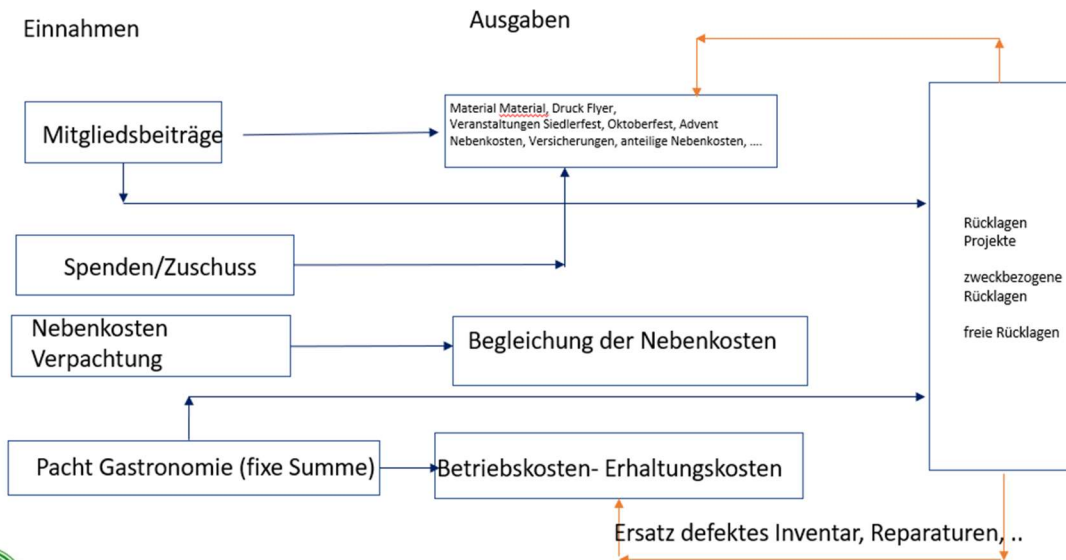 Einnahmen
Ausgaben
Mitgliedsbeiträge
Material Material, Druck Flyer,
Veranstaltungen Siedlerfest, Oktoberfest, Advent
Nebenkosten, Versicherungen, anteilige Nebenkosten, ....
Spenden/Zuschuss
Nebenkosten
Verpachtung
Begleichung der Nebenkosten
Pacht Gastronomie (fixe Summe)
Betriebskosten- Erhaltungskosten
Rücklagen
Projekte
zweckbezogene
Rücklagen
freie Rücklagen
Ersatz defektes Inventar, Reparaturen, ..